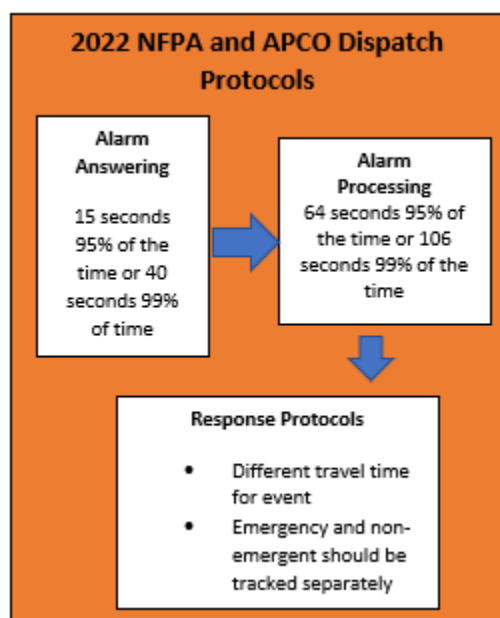 2022 NFPA and APCO Dispatch
Protocols
Alarm
Answering
15 seconds
95% of the
time or 40
seconds 99%
of time
Alarm
Processing
64 seconds 95% of
the time or 106
seconds 99% of the
time
Response Protocols
• Different travel time
for event
• Emergency and non-
emergent should be
tracked separately